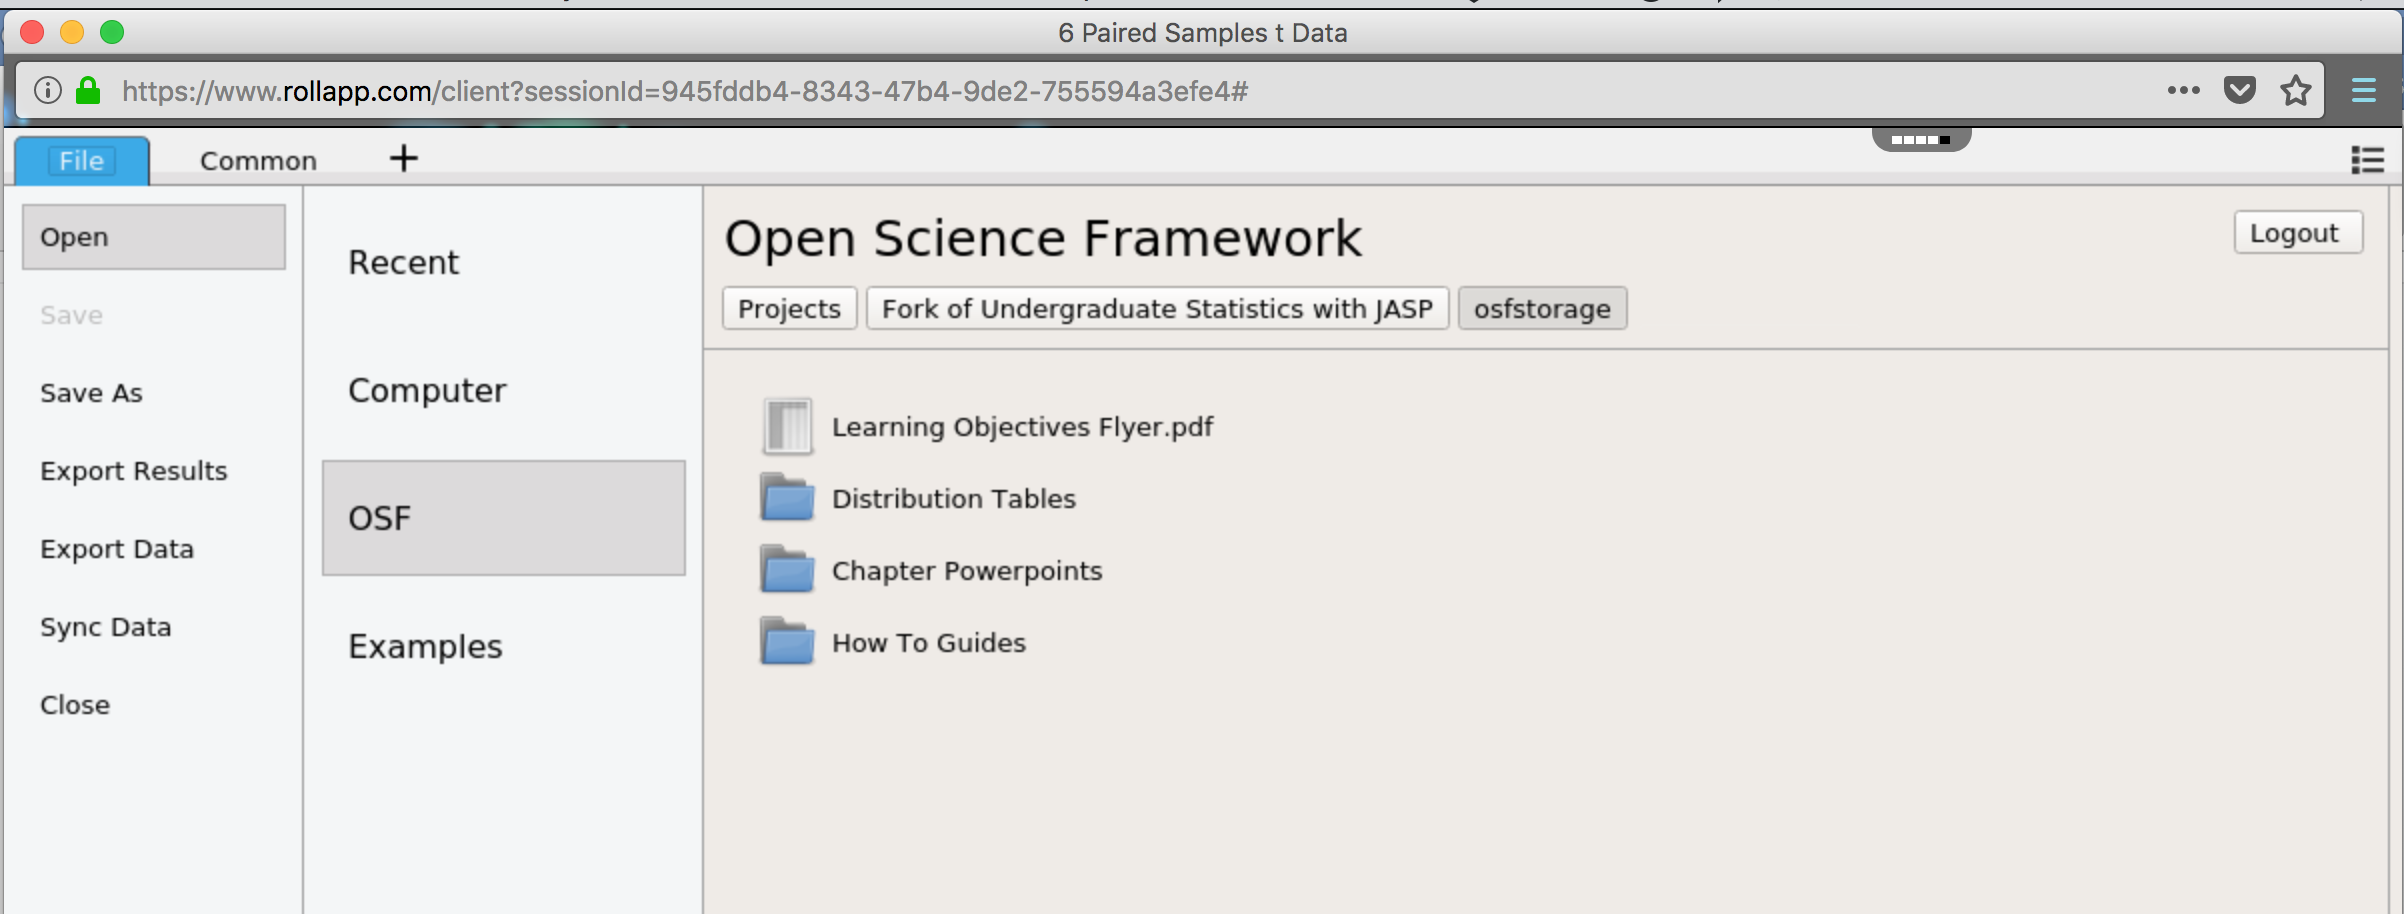 6 Paired Samples t Data
https://www.rollapp.com/client?sessionId=945fddb4-8343-47b4-9de2-755594a3efe4#
File Common +
Open
Save
Save As
Export Results
Export Data
Sync Data
Close
Recent
Computer
OSF
Examples
Open Science Framework
Logout
Projects Fork of Undergraduate Statistics with JASP osfstorage
Learning Objectives Flyer.pdf
Distribution Tables
Chapter Powerpoints
How To Guides